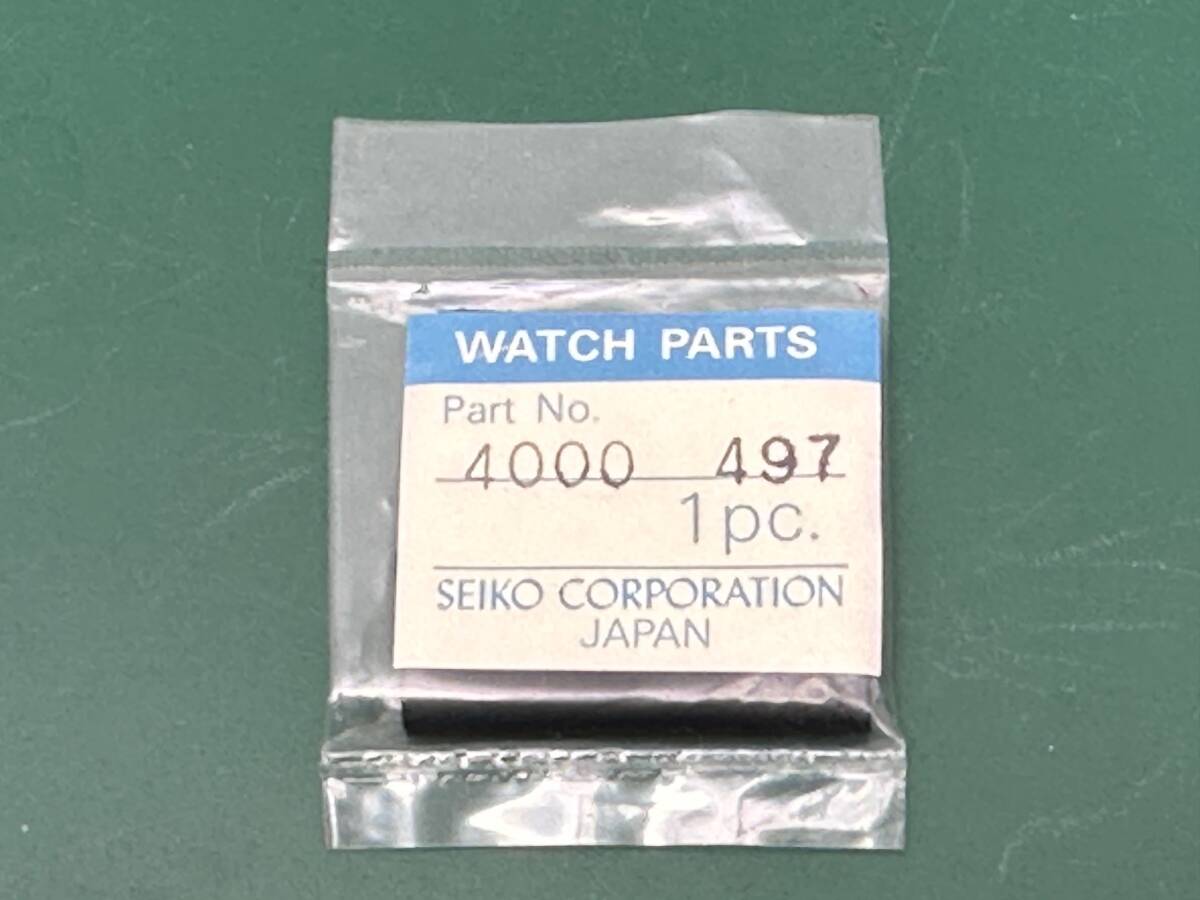 WATCH PARTS
Part No.
4000 497
1pc.
SEIKO CORPORATION
JAPAN